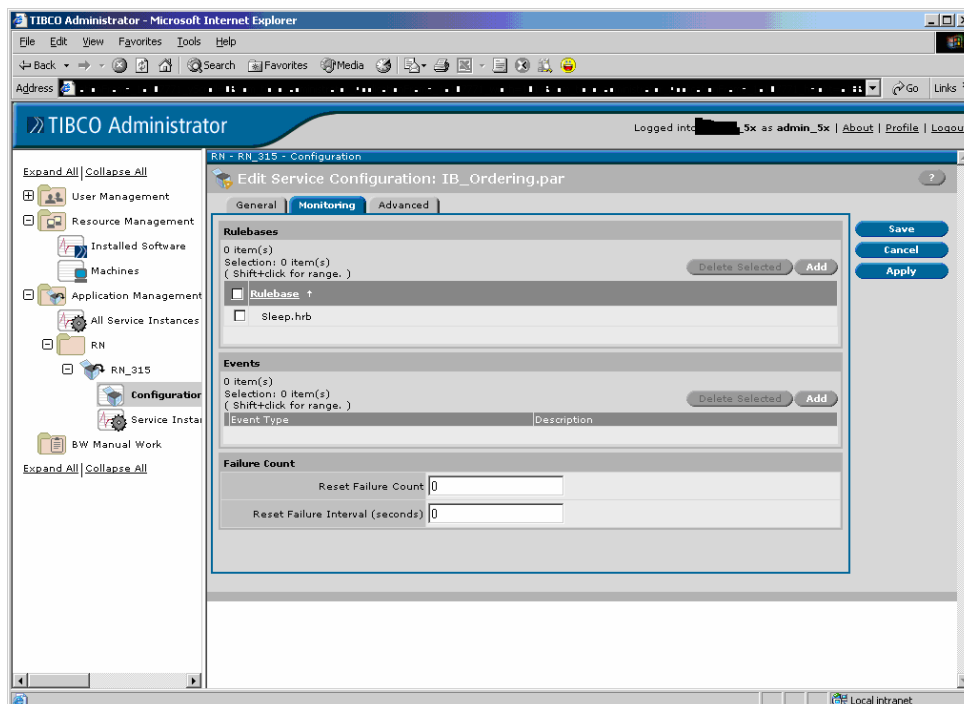 TIBCO Administrator - Microsoft Internet Explorer
File Edit View Favorites Tools Help
Back Search Favorites Media
Address Go Links
TIBCO Administrator
Logged into _5x as admin_5x | About | Profile | Logou
RN - RN_315 - Configuration
Expand All | Collapse All
User Management
Resource Management
Installed Software
Machines
Application Management
All Service Instances
RN
RN_315
Configuration
Service Instar
BW Manual Work
Expand All | Collapse All
Edit Service Configuration: IB_Ordering.par
?
General Monitoring Advanced
Save
Cancel
Apply
Rulebases
0 item(s)
Selection: 0 item(s)
( Shift+click for range. )
Delete Selected Add
Rulebase ↑
Sleep.hrb
Events
0 item(s)
Selection: 0 item(s)
( Shift+click for range. )
Delete Selected Add
Event Type Description
Failure Count
Reset Failure Count 0
Reset Failure Interval (seconds) 0
Local intranet